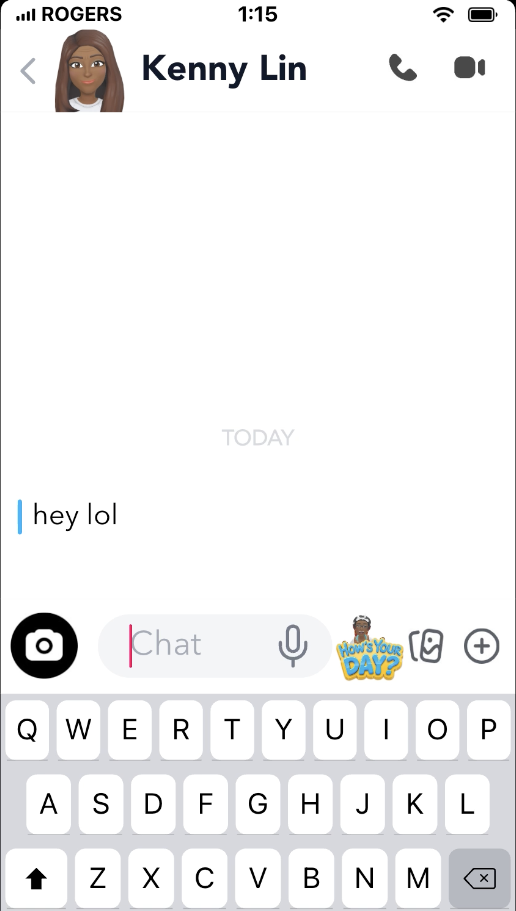 ROGERS 1:15
Kenny Lin
TODAY
hey lol
Chat
HOW'S YOUR
DAY?
Q W E R T Y U I O P
A S D F G H J K L
Z X C V B N M